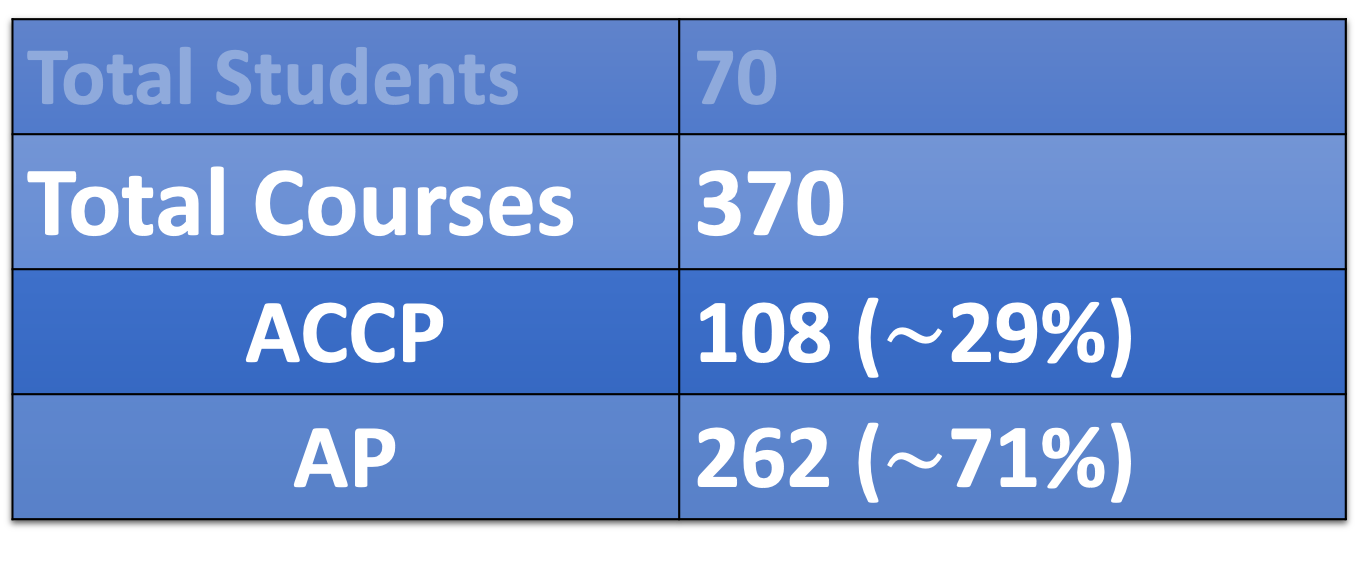 Total Students 70
Total Courses 370
ACCP 108 (~29%)
AP 262 (~71%)